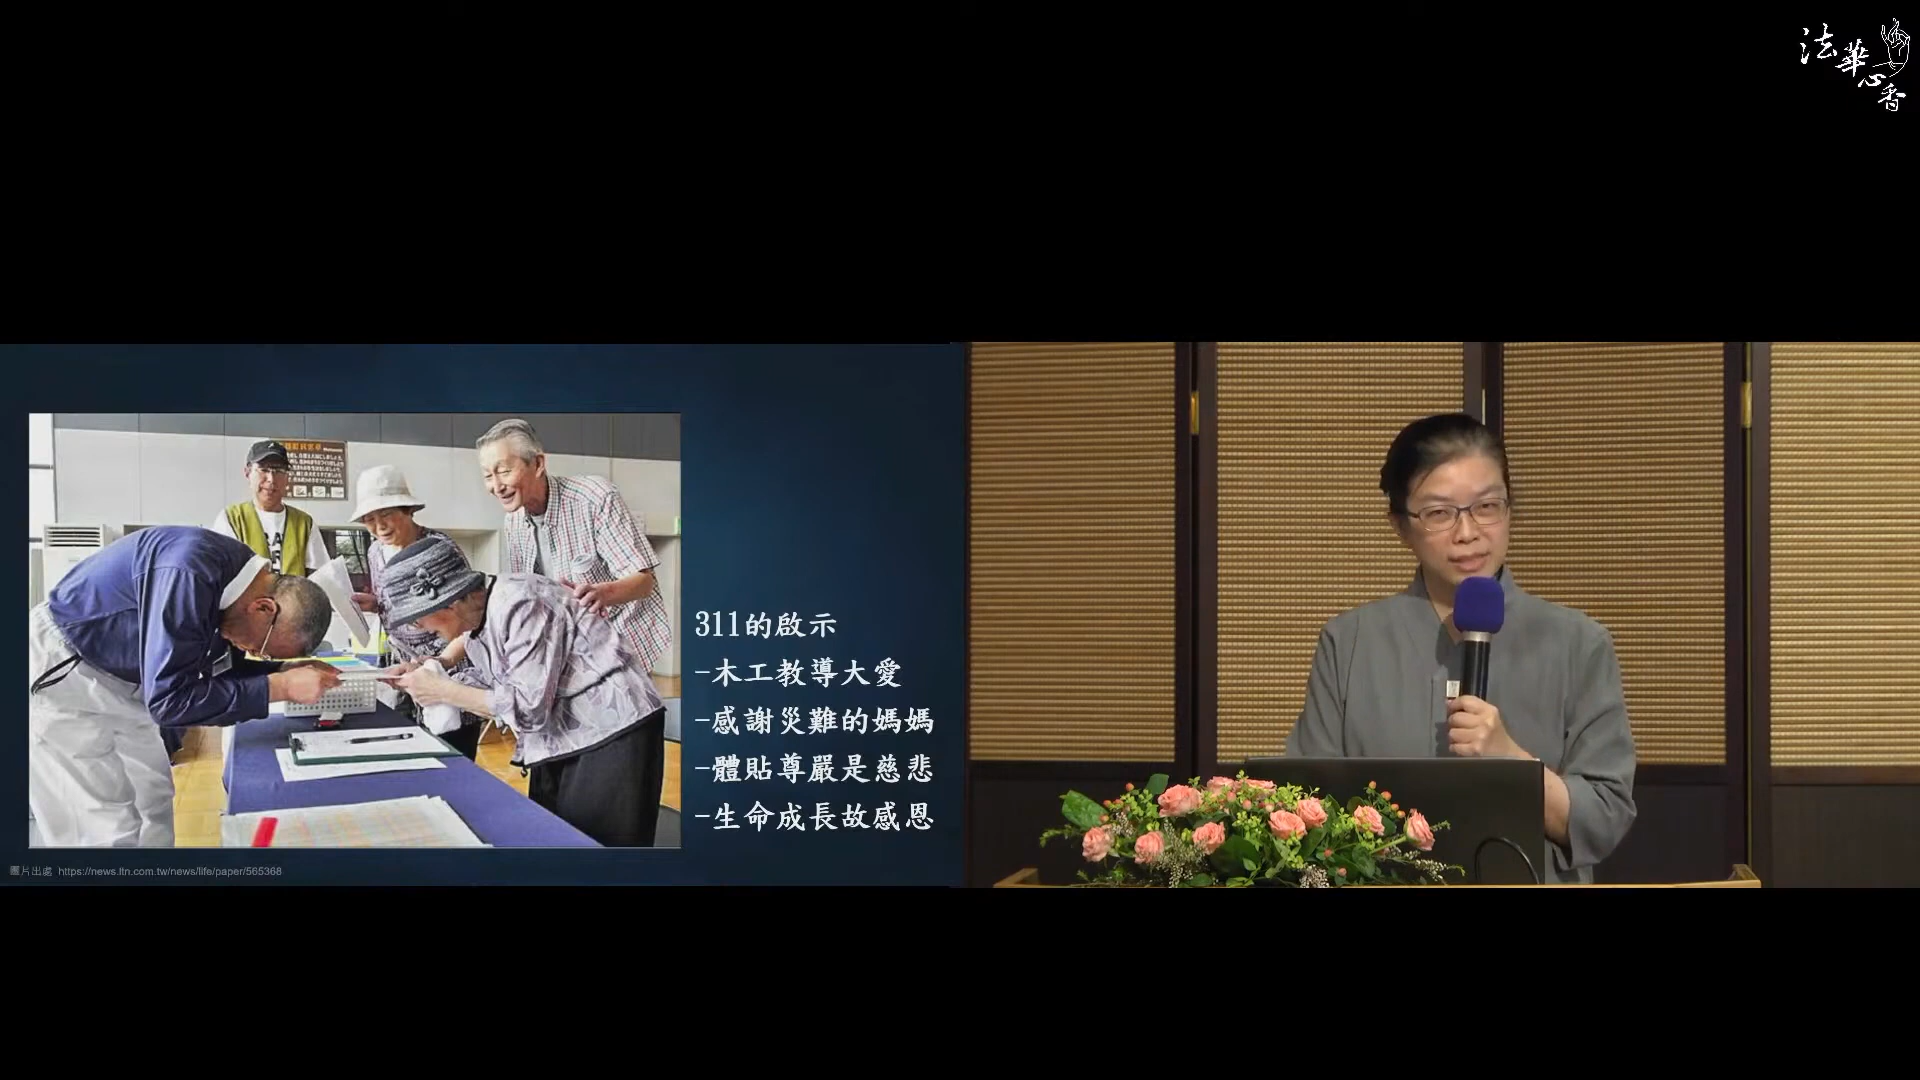 法華心香
311的啟示
-木工教導大愛
-感謝災難的媽媽
-體貼尊嚴是慈悲
-生命成長故感恩
圖片出處 https://news.ltn.com.tw/news/life/paper/565368